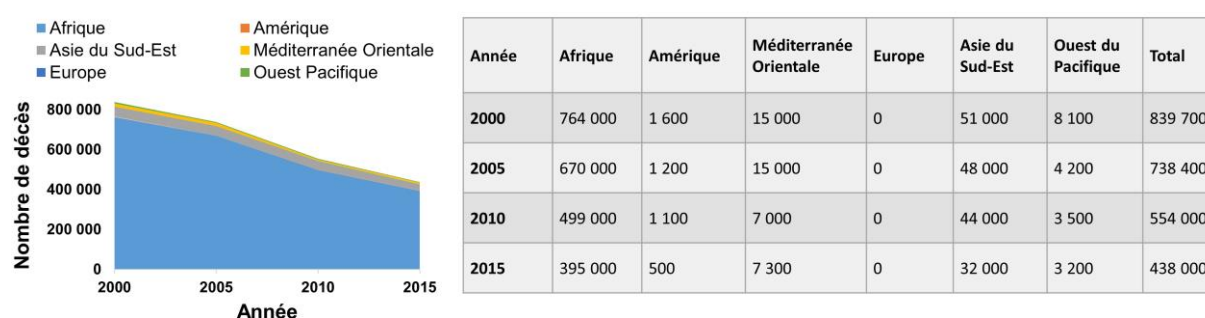 Afrique
Amérique
Asie du Sud-Est
Méditerranée Orientale
Europe
Ouest Pacifique
Nombre de décès
800 000
600 000
400 000
200 000
0
2000
2005
2010
2015
Année
Année Afrique Amérique Méditerranée Orientale Europe Asie du Sud-Est Ouest du Pacifique Total
2000 764 000 1 600 15 000 0 51 000 8 100 839 700
2005 670 000 1 200 15 000 0 48 000 4 200 738 400
2010 499 000 1 100 7 000 0 44 000 3 500 554 000
2015 395 000 500 7 300 0 32 000 3 200 438 000